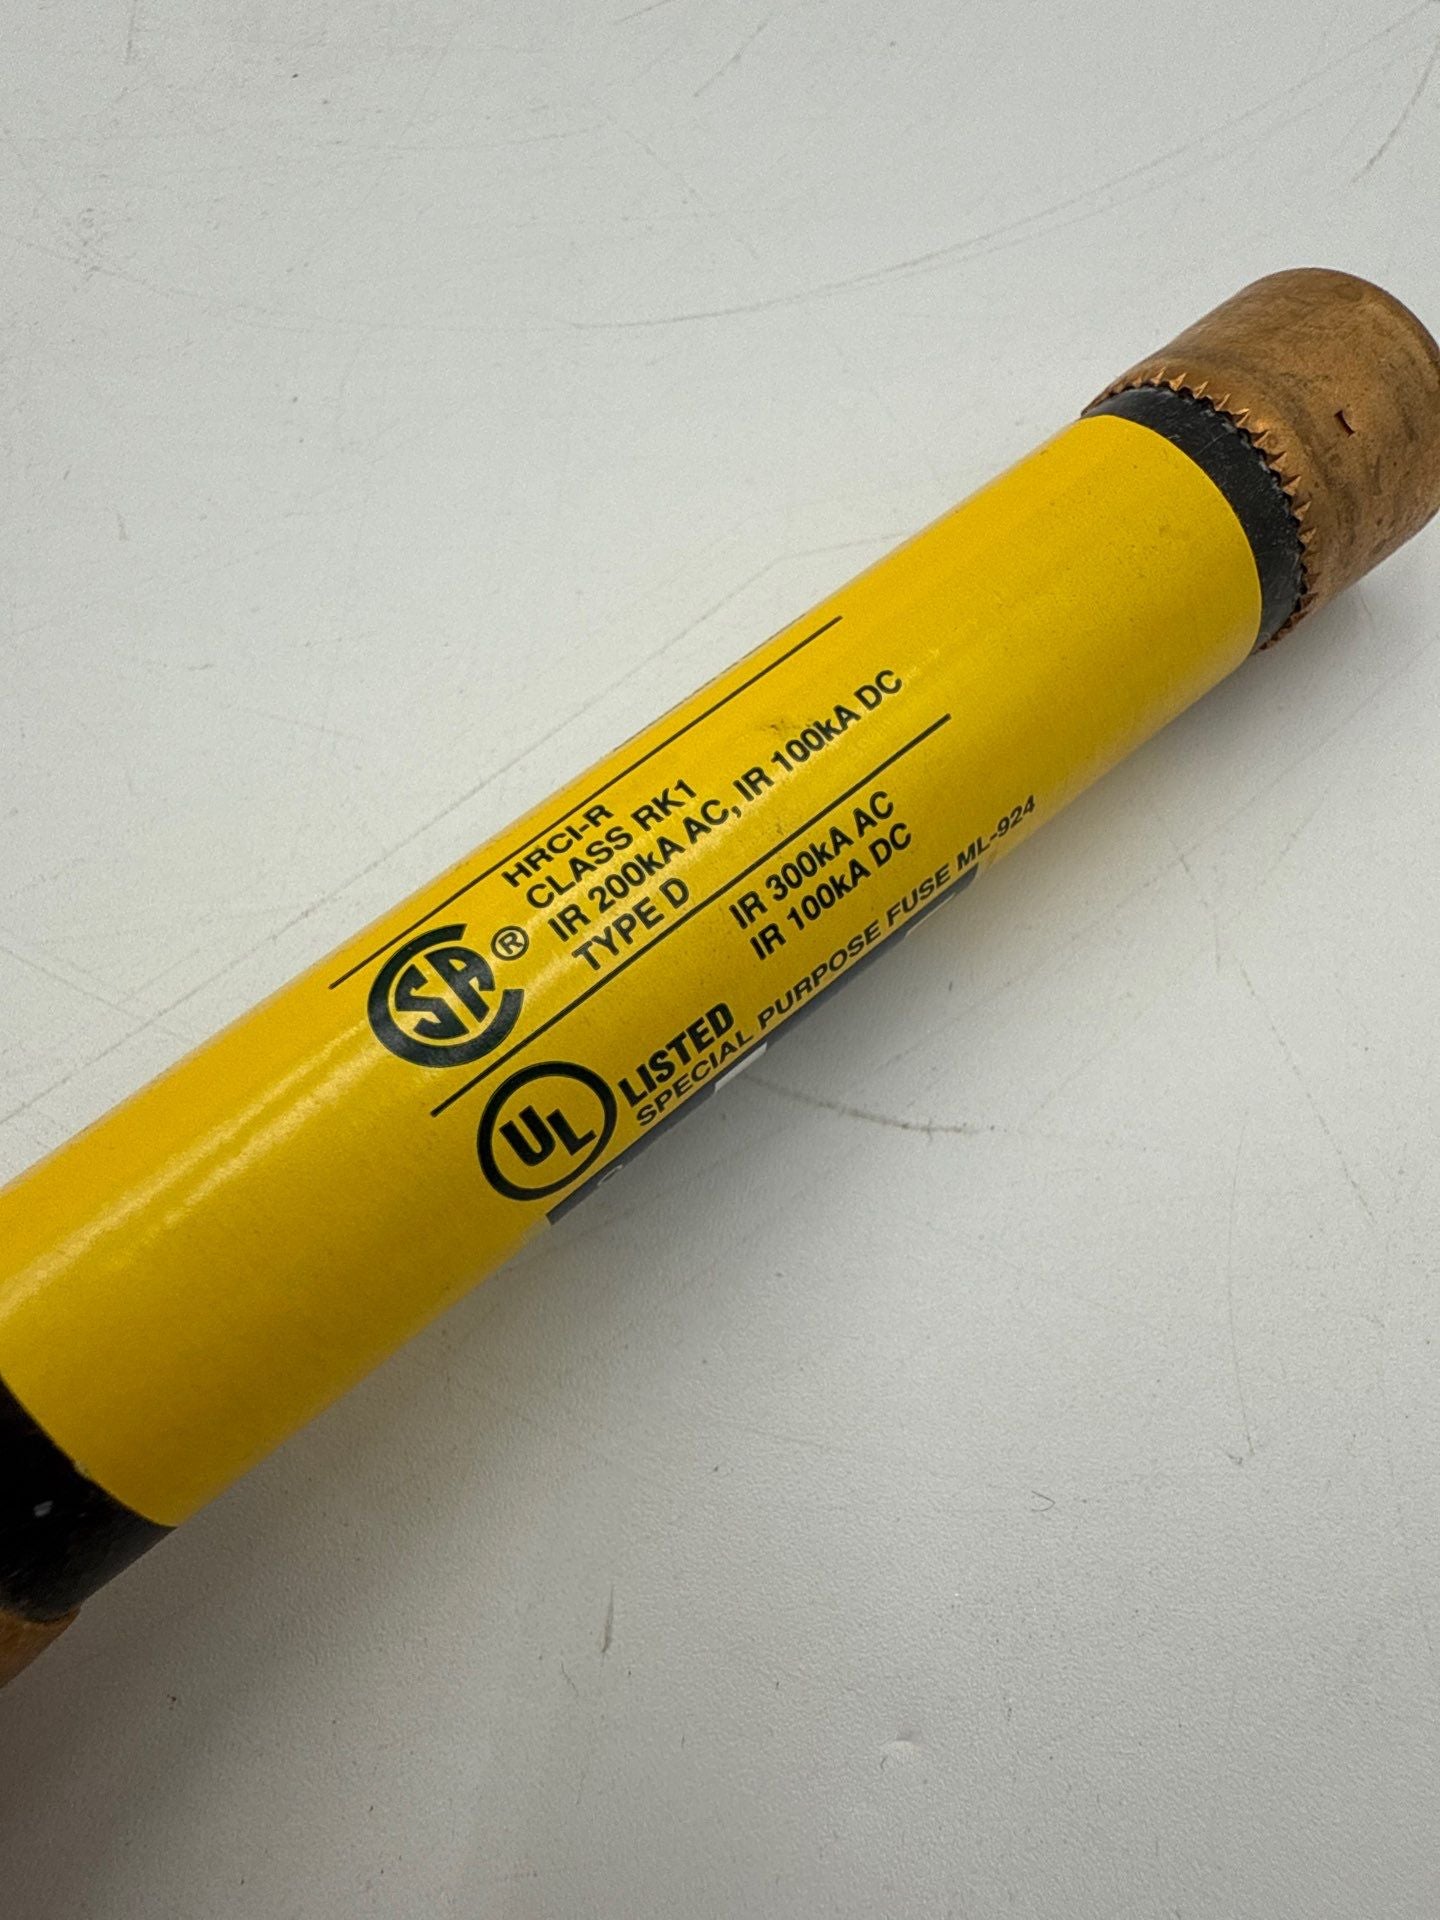 HRCI-R
CLASS RK1
IR 200kA AC, IR 100kA DC
TYPE D
SA ®
IR 300kA AC
IR 100kA DC
UL LISTED
SPECIAL PURPOSE FUSE ML-924